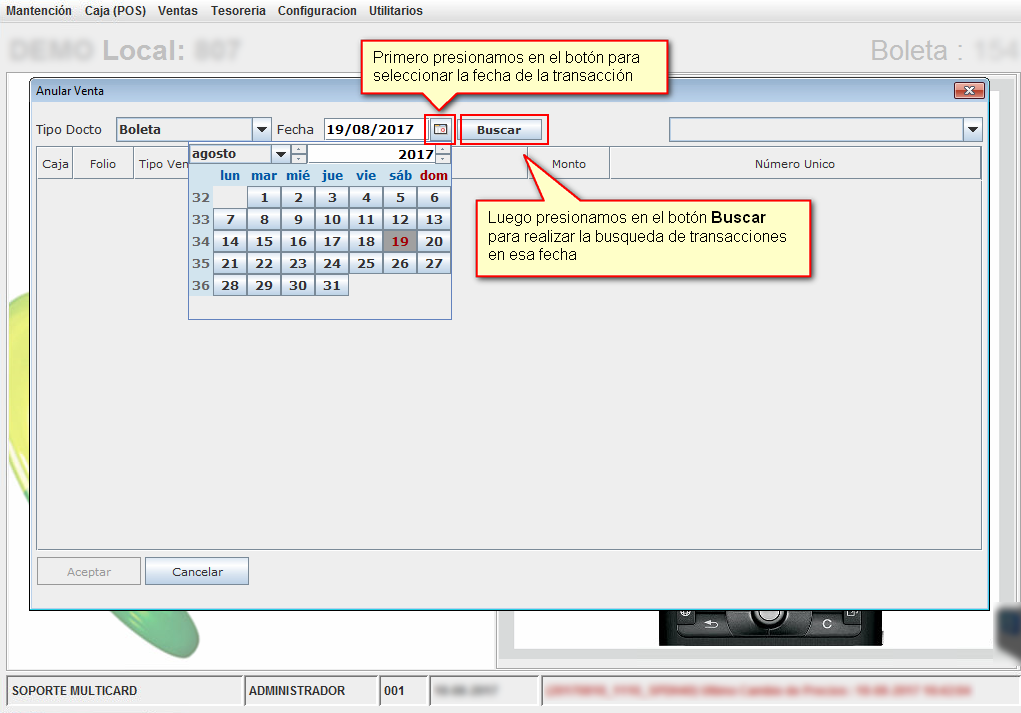 Mantención Caja (POS) Ventas Tesoreria Configuracion Utilitarios
DEMO Local: 807
Boleta : 154
Primero presionamos en el botón para
seleccionar la fecha de la transacción
Anular Venta
Tipo Docto Boleta Fecha 19/08/2017 Buscar
Caja Folio Tipo Ven Monto Número Unico
agosto 2017
lun mar mié jue vie sáb dom
32 1 2 3 4 5 6
33 7 8 9 10 11 12 13
34 14 15 16 17 18 19 20
35 21 22 23 24 25 26 27
36 28 29 30 31
Luego presionamos en el botón Buscar
para realizar la busqueda de transacciones
en esa fecha
Aceptar Cancelar
C
SOPORTE MULTICARD ADMINISTRADOR 001